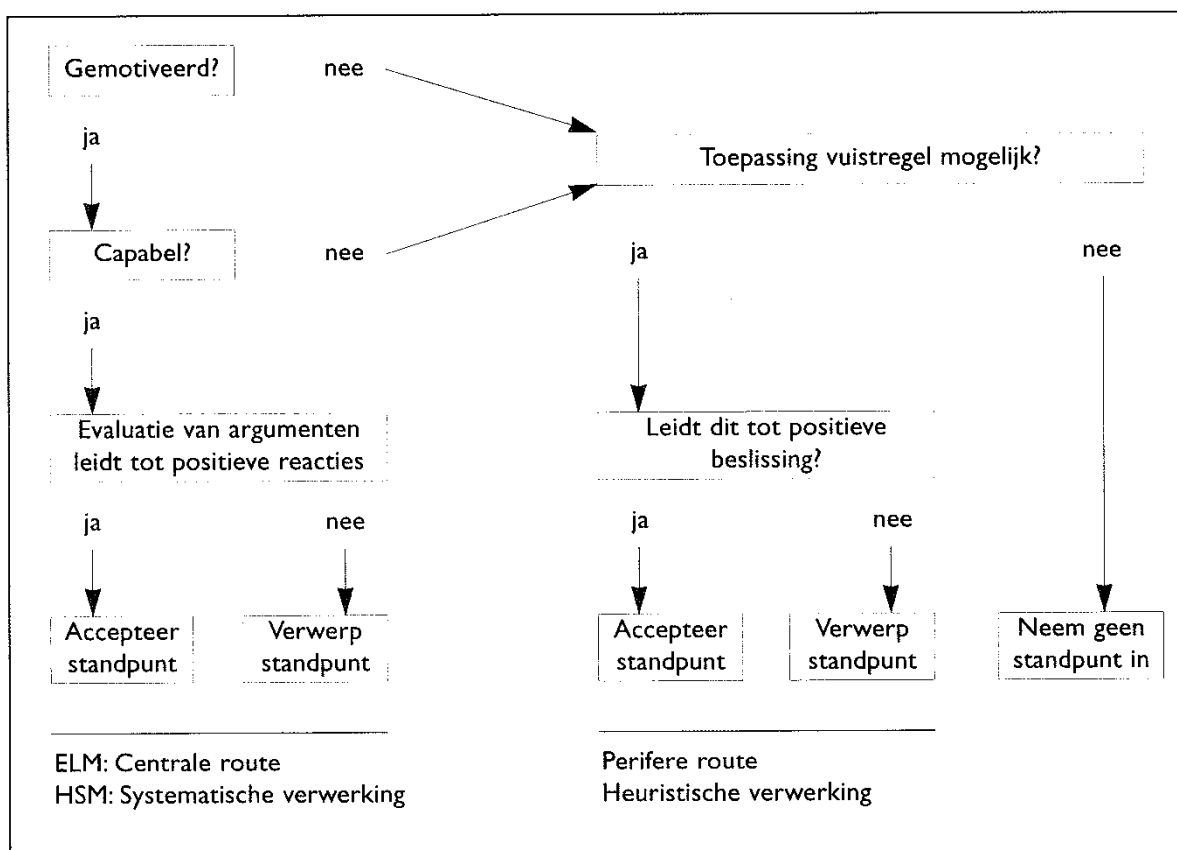 Gemotiveerd?
nee
ja
Toepassing vuistregel mogelijk?
Capabel?
nee
ja
nee
ja
Evaluatie van argumenten
leidt tot positieve reacties
Leidt dit tot positieve
beslissing?
ja
nee
ja
nee
Accepteer
standpunt
Verwerp
standpunt
Accepteer
standpunt
Verwerp
standpunt
Neem geen
standpunt in
ELM: Centrale route
HSM: Systematische verwerking
Perifere route
Heuristische verwerking